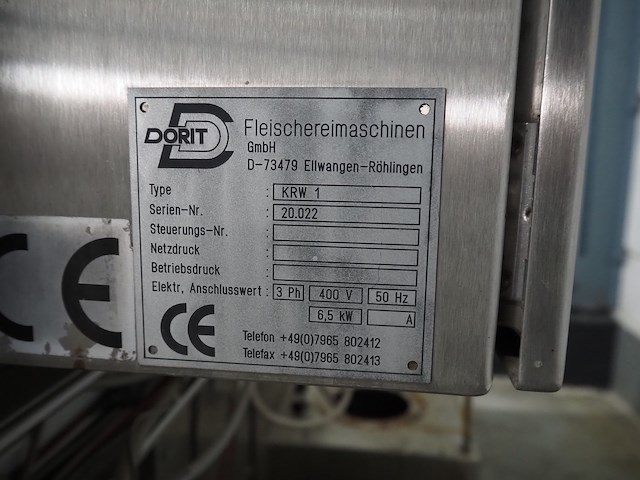 DORIT
Fleischereimaschinen
GmbH
D-73479 Ellwangen-Röhlingen
Type : KRW 1
Serien-Nr. : 20.022
Steuerungs-Nr. :
Netzdruck :
Betriebsdruck :
Elektr, Anschlusswert : 3 Ph 400 V 50 Hz
6,5 kW A
CE
Telefon +49(0)7965 802412
Telefax +49(0)7965 802413
CE